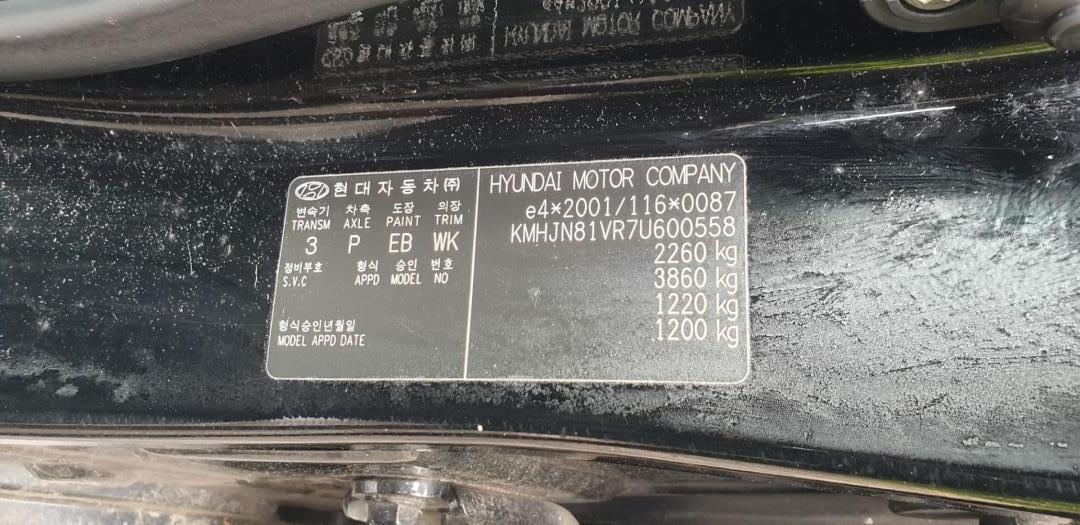 현대자동차㈜
변속기 차축 도장 의장
TRANSM AXLE PAINT TRIM
3 P EB WK
정비부호 형식 승인 번호
S.V.C APPD MODEL NO
형식승인년월일
MODEL APPD DATE
HYUNDAI MOTOR COMPANY
e4*2001/116*0087
KMHJN81VR7U600558
2260 kg
3860 kg
1220 kg
1200 kg